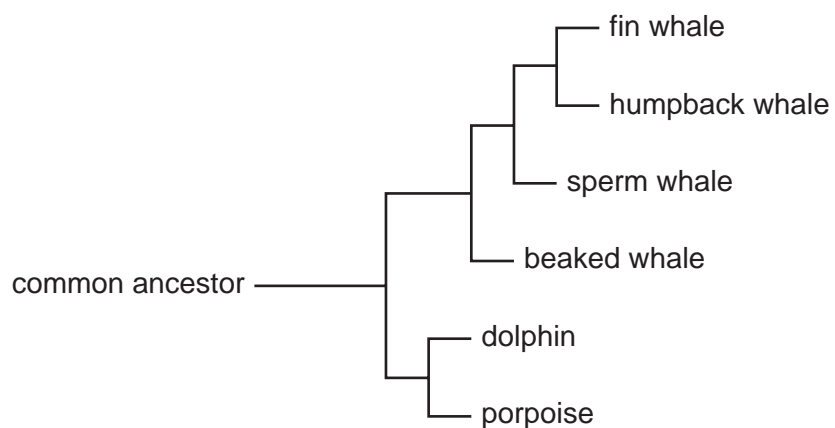 fin whale
humpback whale
sperm whale
beaked whale
common ancestor
dolphin
porpoise